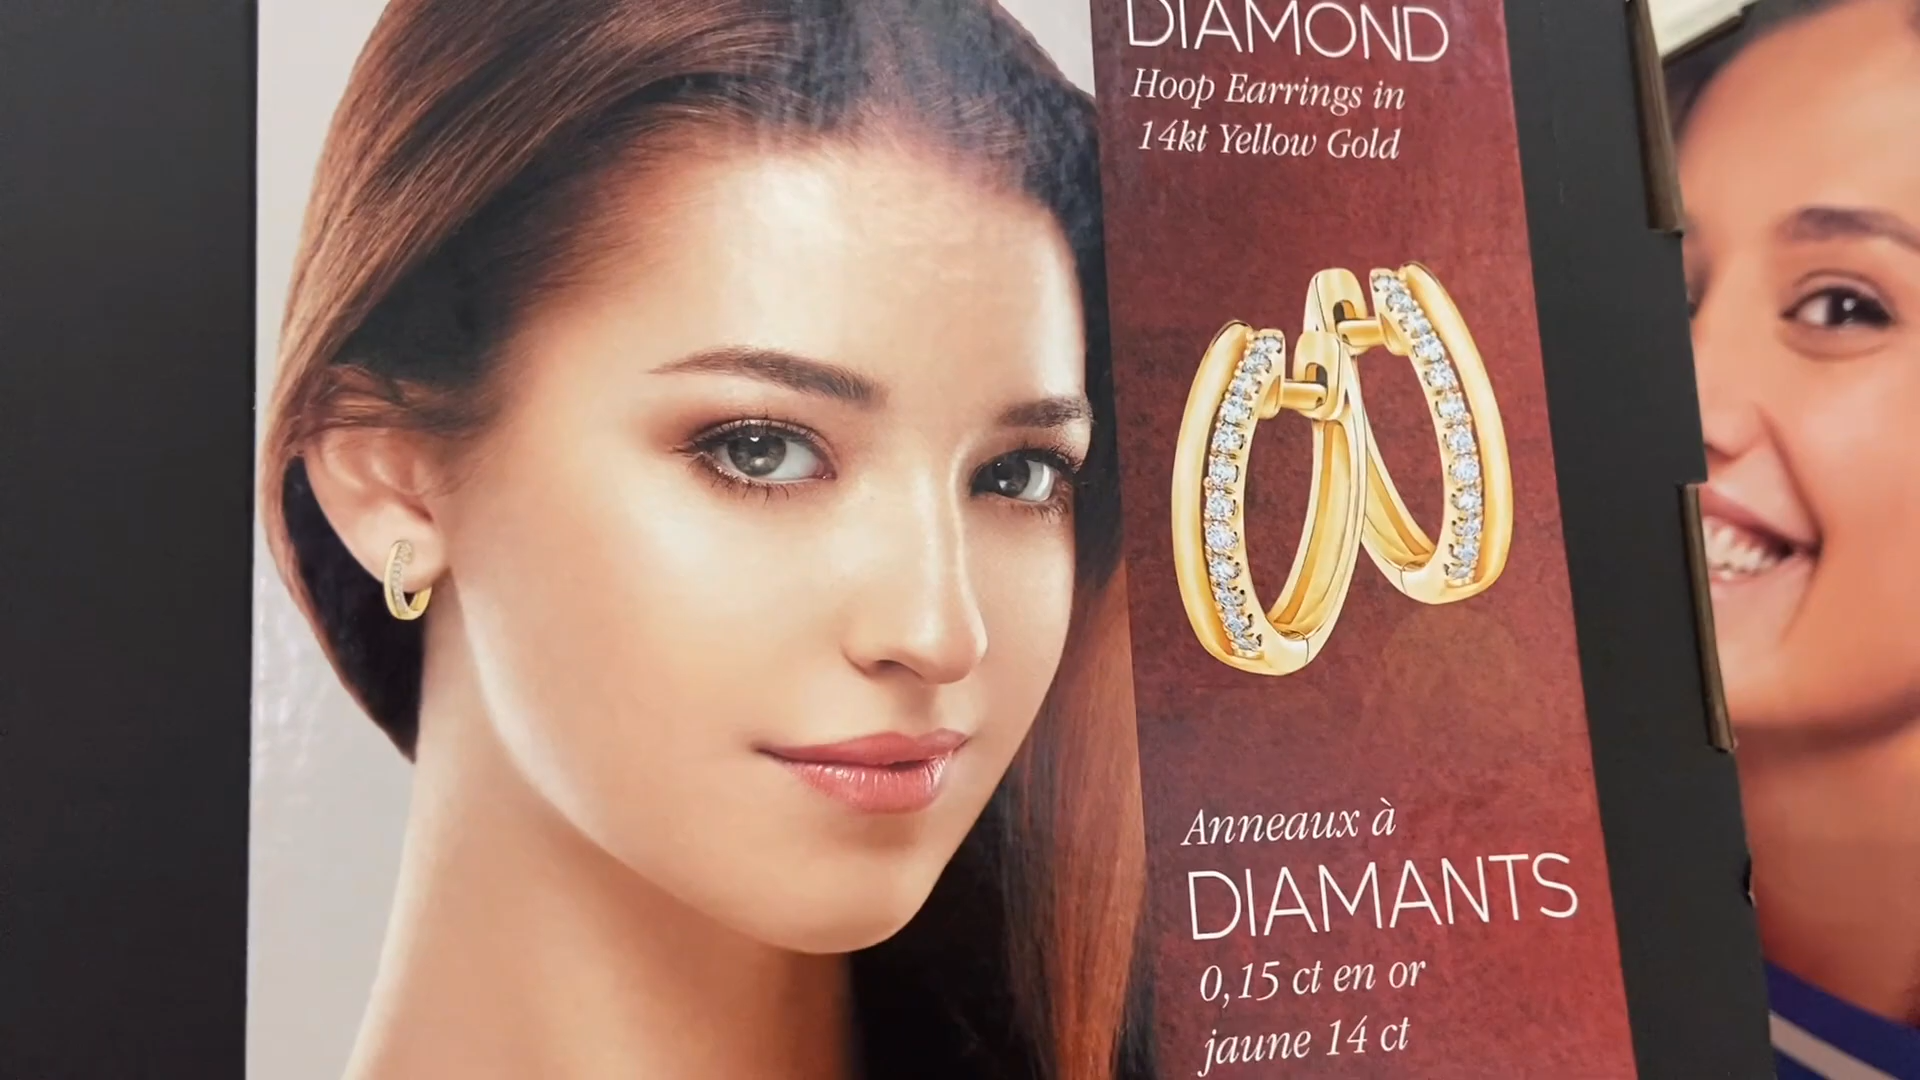 DIAMOND
Hoop Earrings in
14kt Yellow Gold
Anneaux à
DIAMANTS
0,15 ct en or
jaune 14 ct